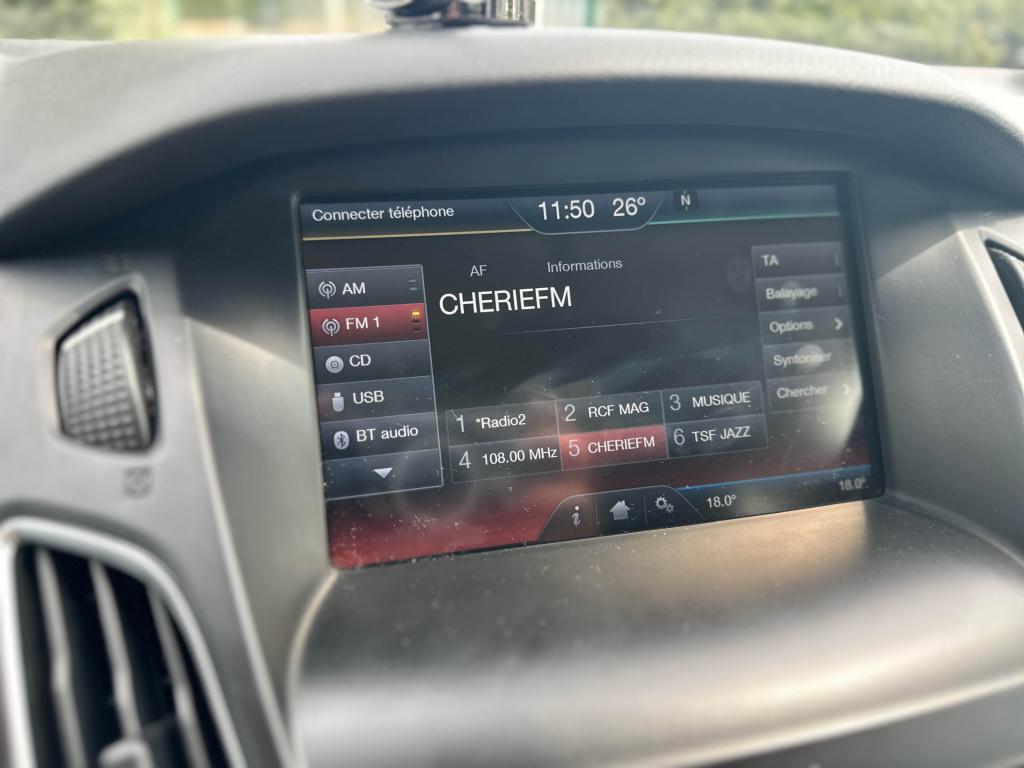 Connecter téléphone
11:50 26°
N
AM
FM 1
CD
USB
BT audio
AF Informations
CHERIEFM
TA
Balayage
Options
Syntoniser
Chercher
1 *Radio2
2 RCF MAG
3 MUSIQUE
4 108.00 MHz
5 CHERIEFM
6 TSF JAZZ
i
18.0°
18.0°